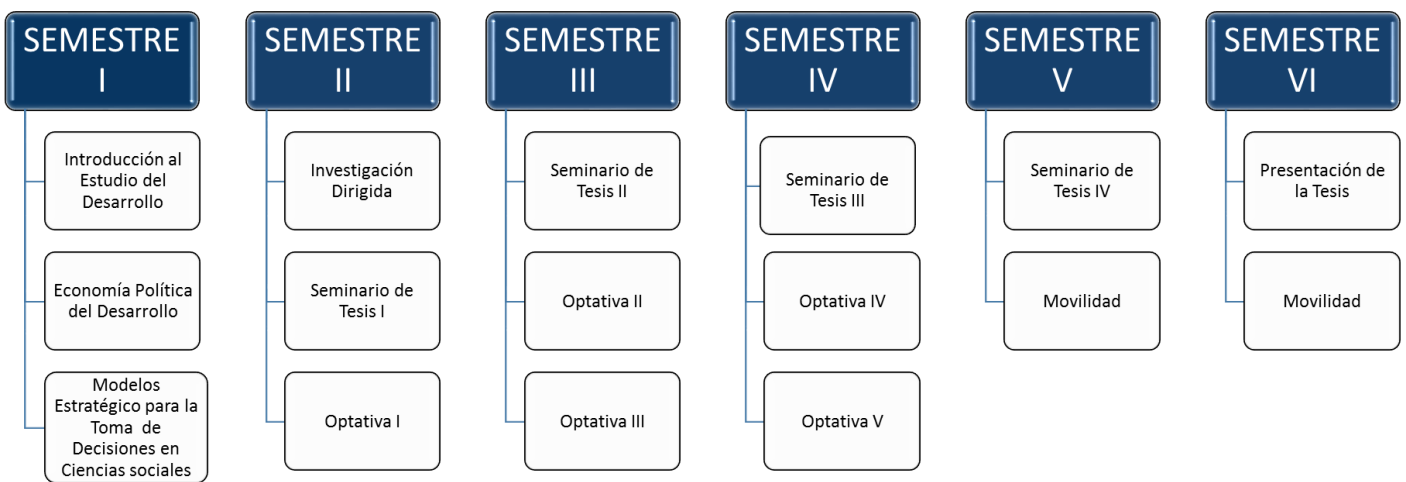 SEMESTRE
I
Introducción al
Estudio del
Desarrollo
Economía Política
del Desarrollo
Modelos
Estratégico para la
Toma de
Decisiones en
Ciencias sociales
SEMESTRE
II
Investigación
Dirigida
Seminario de
Tesis I
Optativa I
SEMESTRE
III
Seminario de
Tesis II
Optativa II
Optativa III
SEMESTRE
IV
Seminario de
Tesis III
Optativa IV
Optativa V
SEMESTRE
V
Seminario de
Tesis IV
Movilidad
SEMESTRE
VI
Presentación de
la Tesis
Movilidad